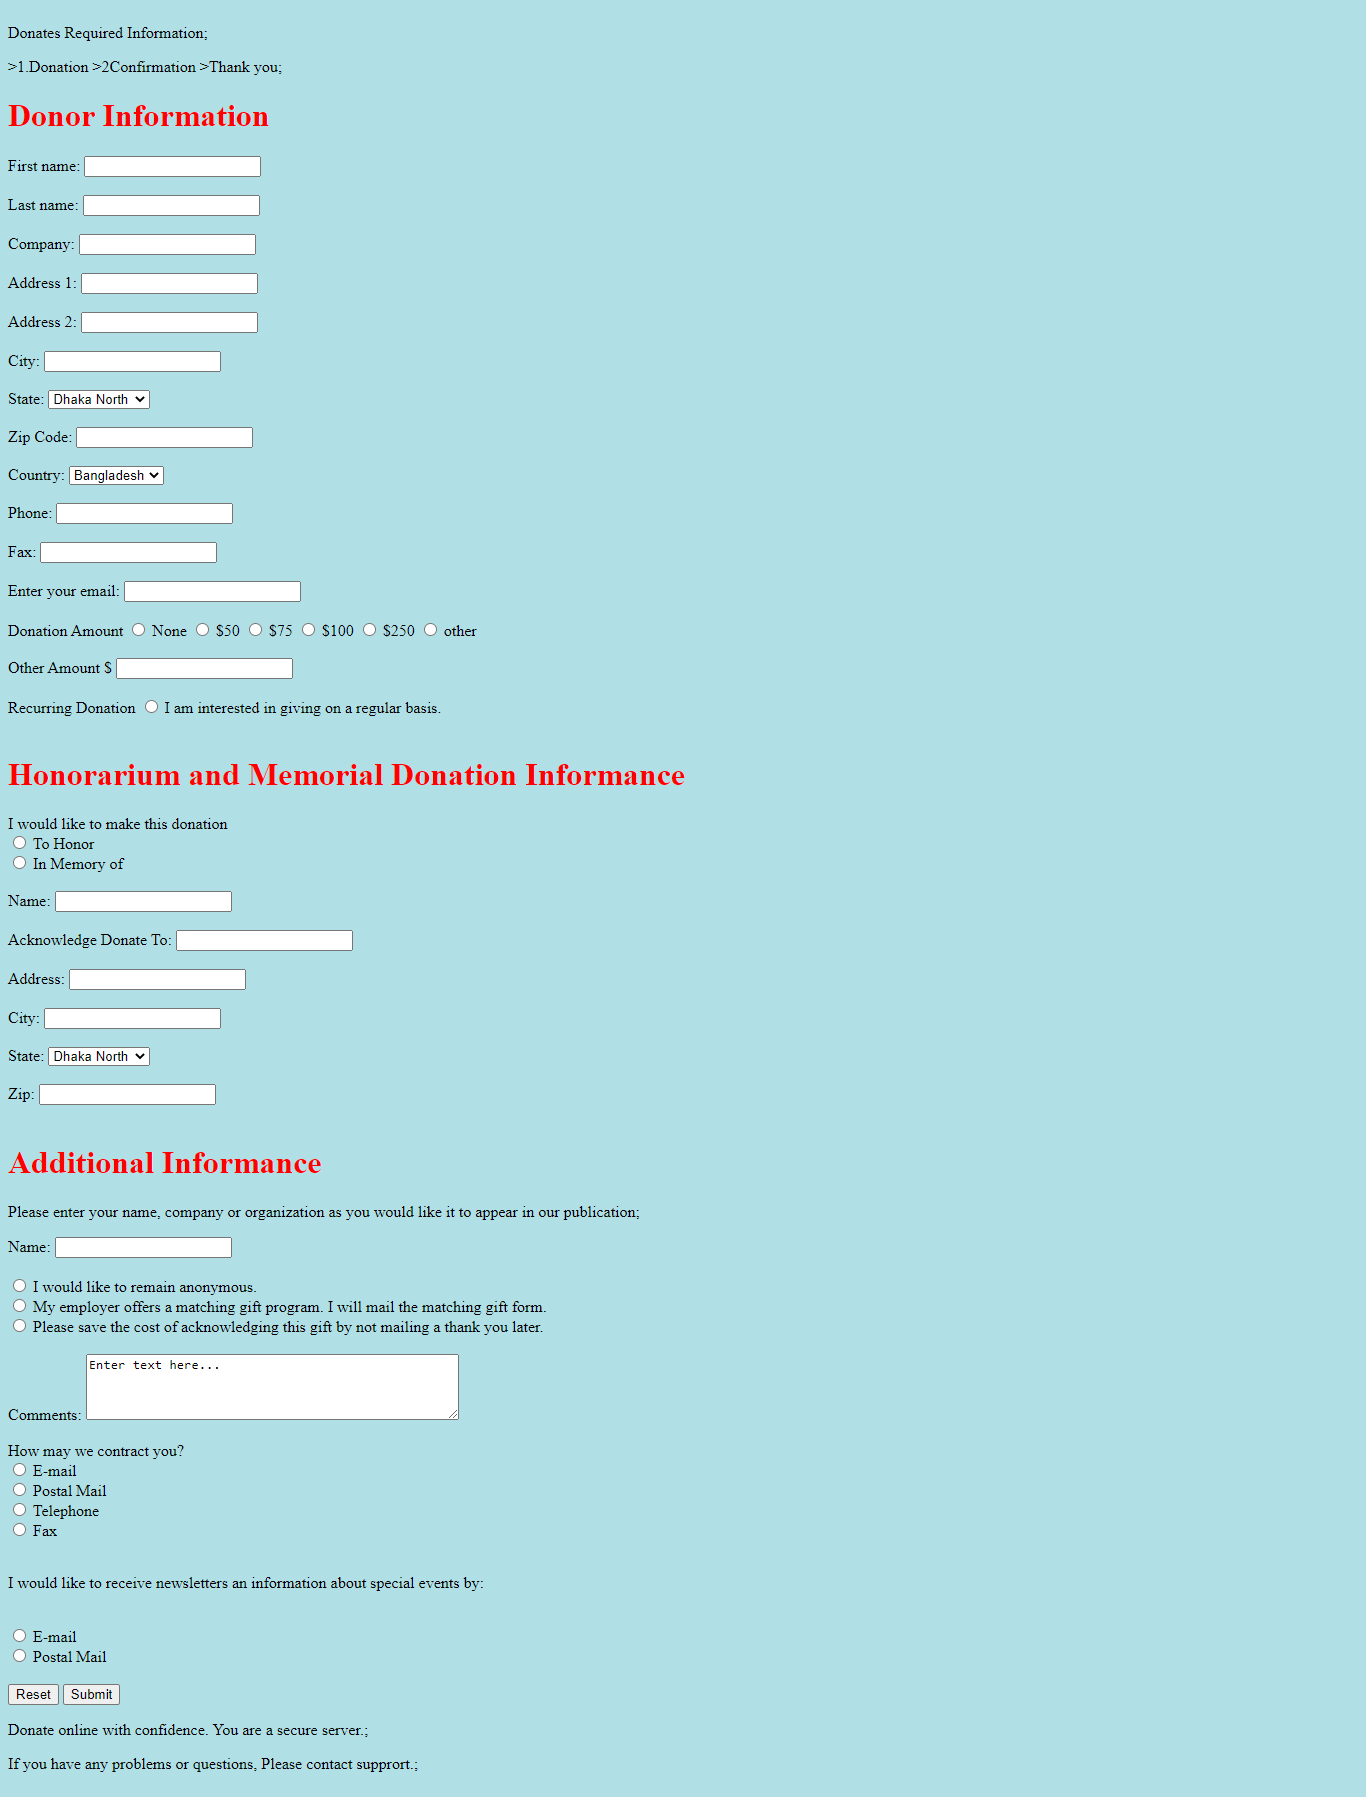 Donates Required Information;
>1.Donation >2Confirmation >Thank you;
Donor Information
First name:
Last name:
Company:
Address 1:
Address 2:
City:
State: Dhaka North
Zip Code:
Country: Bangladesh
Phone:
Fax:
Enter your email:
Donation Amount None $50 $75 $100 $250 other
Other Amount $
Recurring Donation I am interested in giving on a regular basis.
Honorarium and Memorial Donation Informance
I would like to make this donation
To Honor
In Memory of
Name:
Acknowledge Donate To:
Address:
City:
State: Dhaka North
Zip:
Additional Informance
Please enter your name, company or organization as you would like it to appear in our publication;
Name:
I would like to remain anonymous.
My employer offers a matching gift program. I will mail the matching gift form.
Please save the cost of acknowledging this gift by not mailing a thank you later.
Enter text here...
Comments:
How may we contract you?
E-mail
Postal Mail
Telephone
Fax
I would like to receive newsletters an information about special events by:
E-mail
Postal Mail
Reset Submit
Donate online with confidence. You are a secure server.;
If you have any problems or questions, Please contact supprort.;